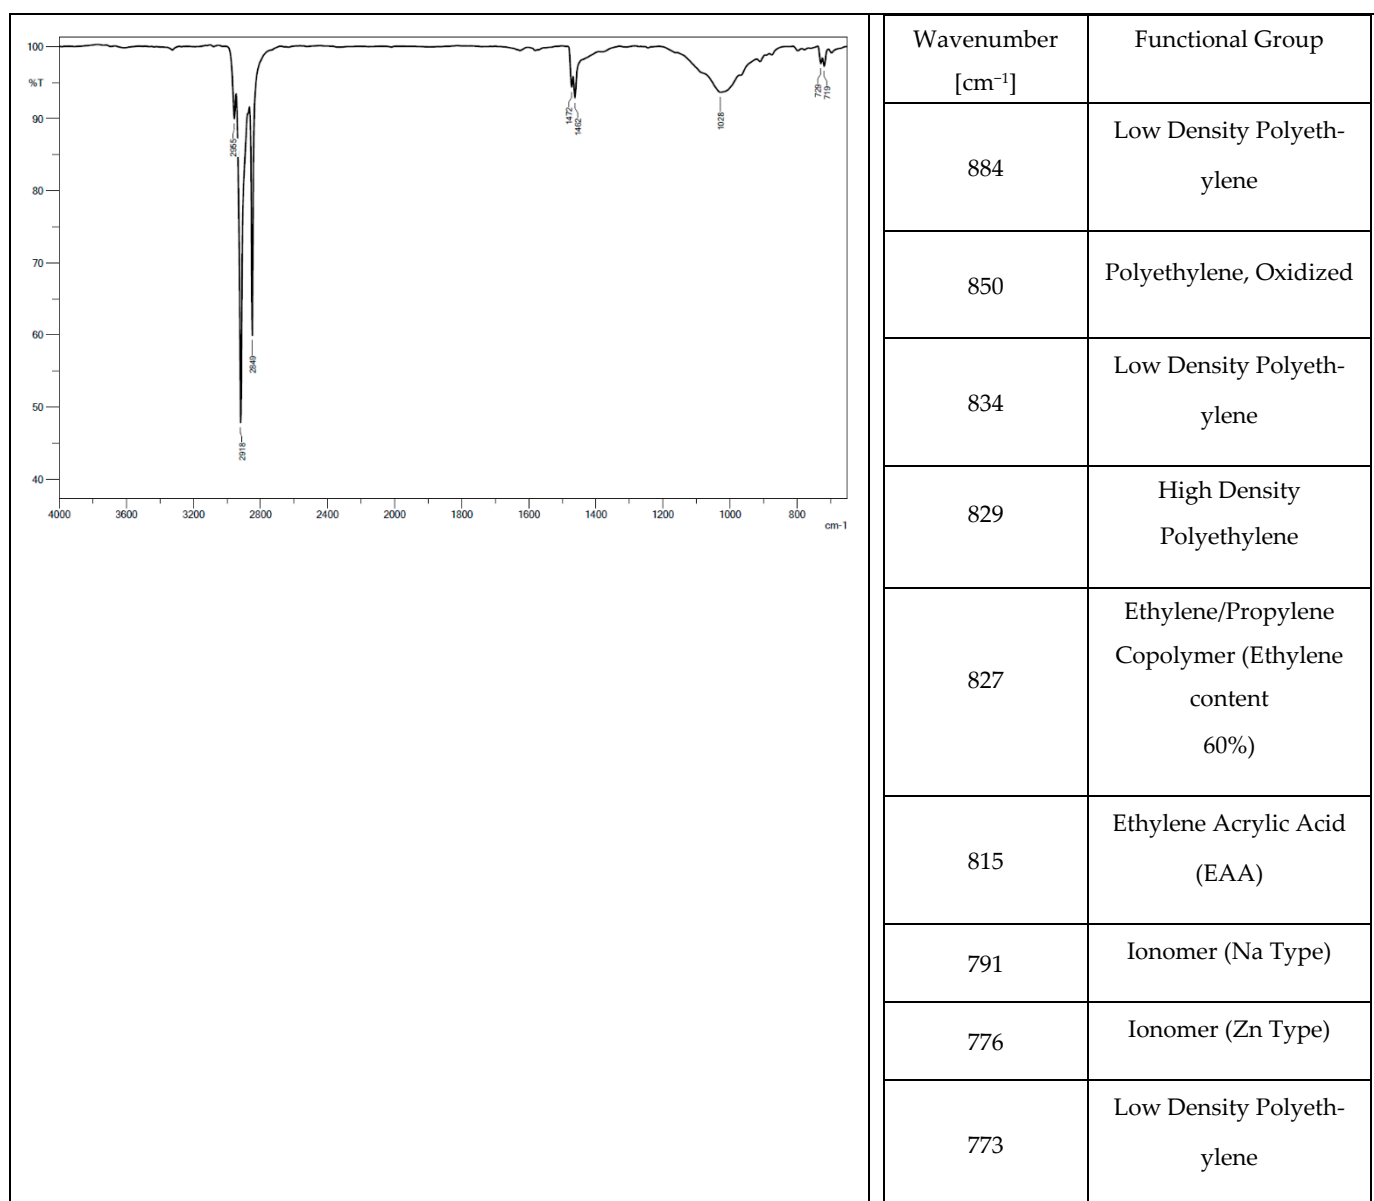 100
%T
90
80
70
60
50
40
2955
2918
2849
1472
1462
1028
729
719
4000 3600 3200 2800 2400 2000 1800 1600 1400 1200 1000 800
cm-1
Wavenumber
[cm−1]
Functional Group
884
Low Density Polyeth-
ylene
850
Polyethylene, Oxidized
834
Low Density Polyeth-
ylene
829
High Density
Polyethylene
827
Ethylene/Propylene
Copolymer (Ethylene
content
60%)
815
Ethylene Acrylic Acid
(EAA)
791
Ionomer (Na Type)
776
Ionomer (Zn Type)
773
Low Density Polyeth-
ylene